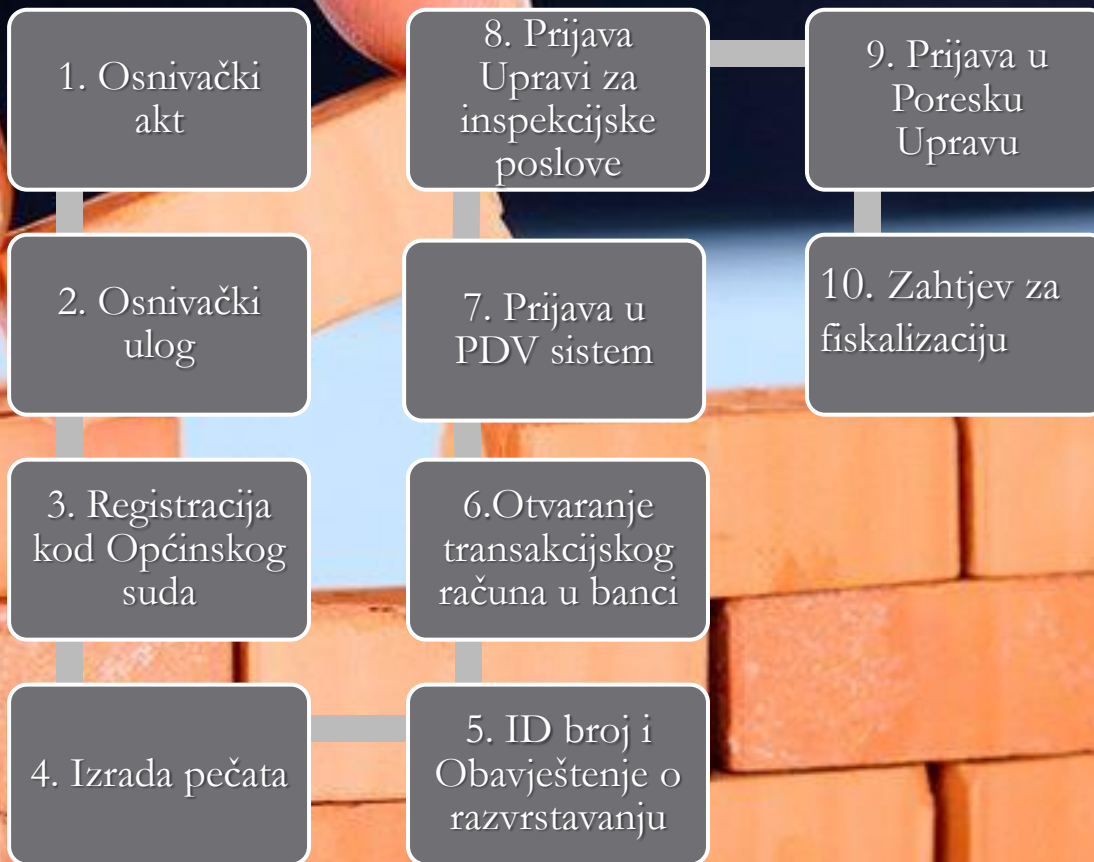 1. Osnivački
akt
2. Osnivački
ulog
3. Registracija
kod Općinskog
suda
4. Izrada pečata
5. ID broj i
Obavještenje o
razvrstavanju
6.Otvaranje
transakcijskog
računa u banci
7. Prijava u
PDV sistem
8. Prijava
Upravi za
inspekcijske
poslove
9. Prijava u
Poresku
Upravu
10. Zahtjev za
fiskalizaciju